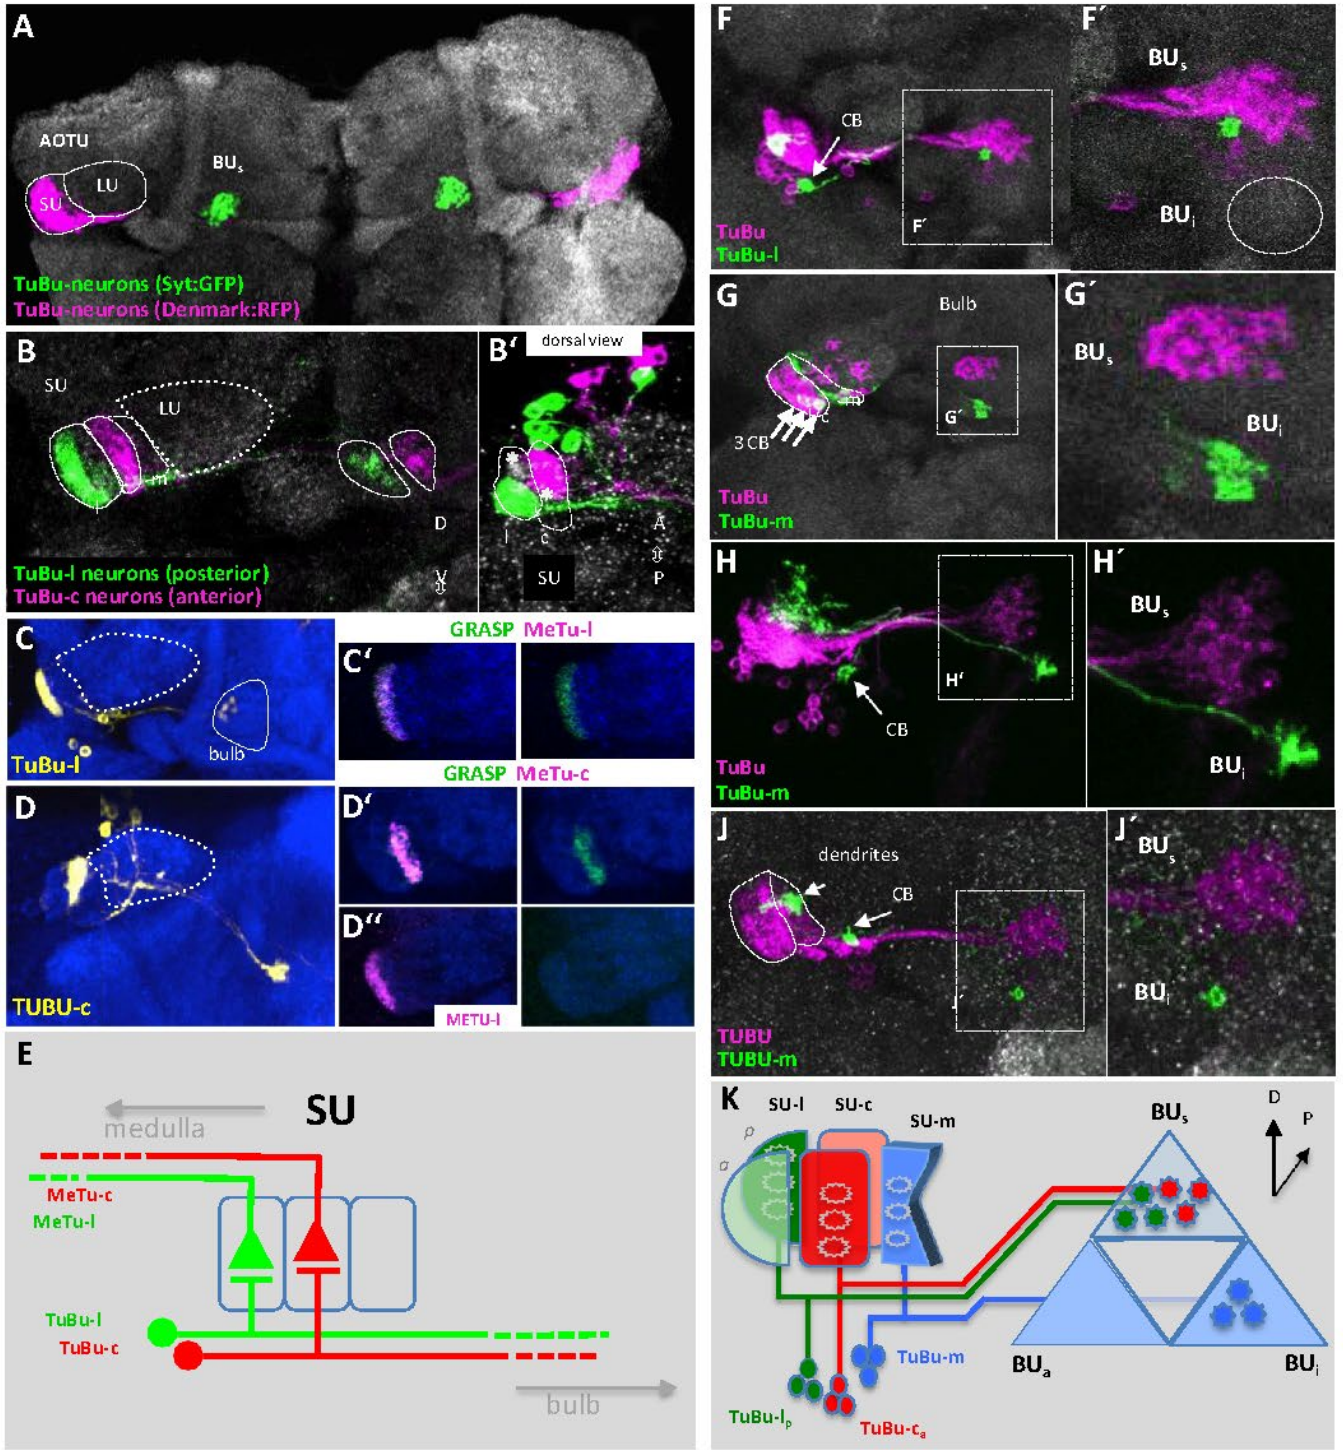 A
AOTU
LU
SU
BUs
TuBu-neurons (Syt:GFP)
TuBu-neurons (Denmark:RFP)
B
SU
LU
m
l
D
V
TuBu-l neurons (posterior)
TuBu-c neurons (anterior)
B‘
dorsal view
*
*
l
c
SU
A
P
C
bulb
TuBu-l
GRASP MeTu-l
C‘
GRASP MeTu-c
D
TUBU-c
D‘
D‘‘
METU-l
E
SU
medulla
MeTu-c
MeTu-l
TuBu-l
TuBu-c
bulb
F
CB
F´
TuBu
TuBu-l
F´
BUs
BUi
G
Bulb
m
c
l
3 CB
G´
TuBu
TuBu-m
G´
BUs
BUi
H
H‘
CB
TuBu
TuBu-m
H´
BUs
BUi
J
dendrites
CB
J´
TUBU
TUBU-m
J´
BUs
BUi
K
SU-l
SU-c
SU-m
p
a
BUs
D
P
BUa
BUi
TuBu-m
TuBu-lp
TuBu-ca